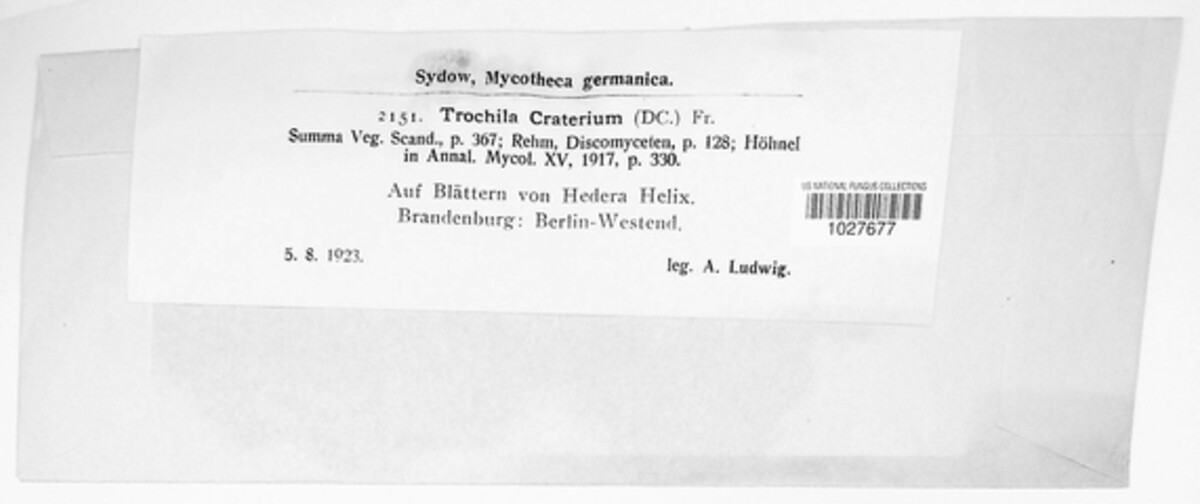 Sydow, Mycotheca germanica.
2151. Trochila Craterium (DC.) Fr.
Summa Veg. Scand., p. 367; Rehm, Discomyceten, p. 128; Höhnel
in Annal. Mycol. XV, 1917, p. 330.
Auf Blättern von Hedera Helix.
Brandenburg: Berlin-Westend.
5. 8. 1923.
leg. A. Ludwig.
US NATIONAL FUNGUS COLLECTIONS
1027677